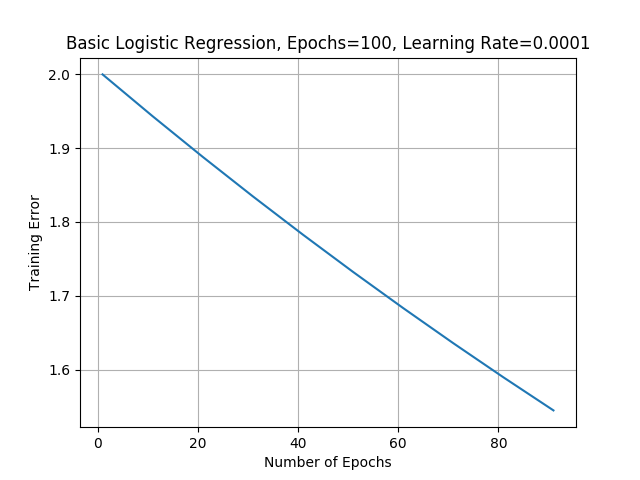 Basic Logistic Regression, Epochs=100, Learning Rate=0.0001
2.0
1.9
1.8
1.7
1.6
Training Error
0 20 40 60 80
Number of Epochs